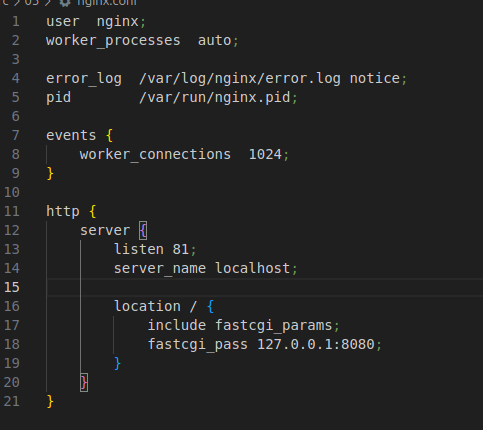 nginx.conf
1 user  nginx;
2 worker_processes  auto;
3
4 error_log  /var/log/nginx/error.log notice;
5 pid        /var/run/nginx.pid;
6
7 events {
8     worker_connections  1024;
9 }
10
11 http {
12     server {
13         listen 81;
14         server_name localhost;
15
16         location / {
17             include fastcgi_params;
18             fastcgi_pass 127.0.0.1:8080;
19         }
20     }
21 }